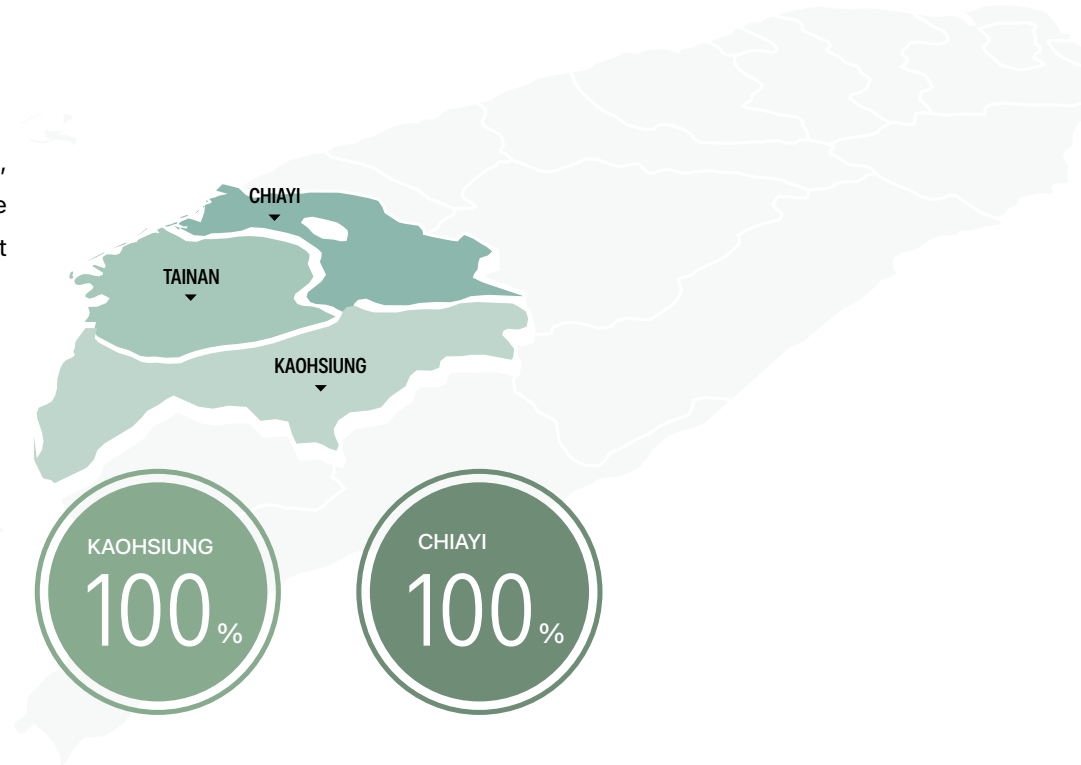 ,
e
t
CHIAYI
TAINAN
KAOHSIUNG
KAOHSIUNG
100%
CHIAYI
100%